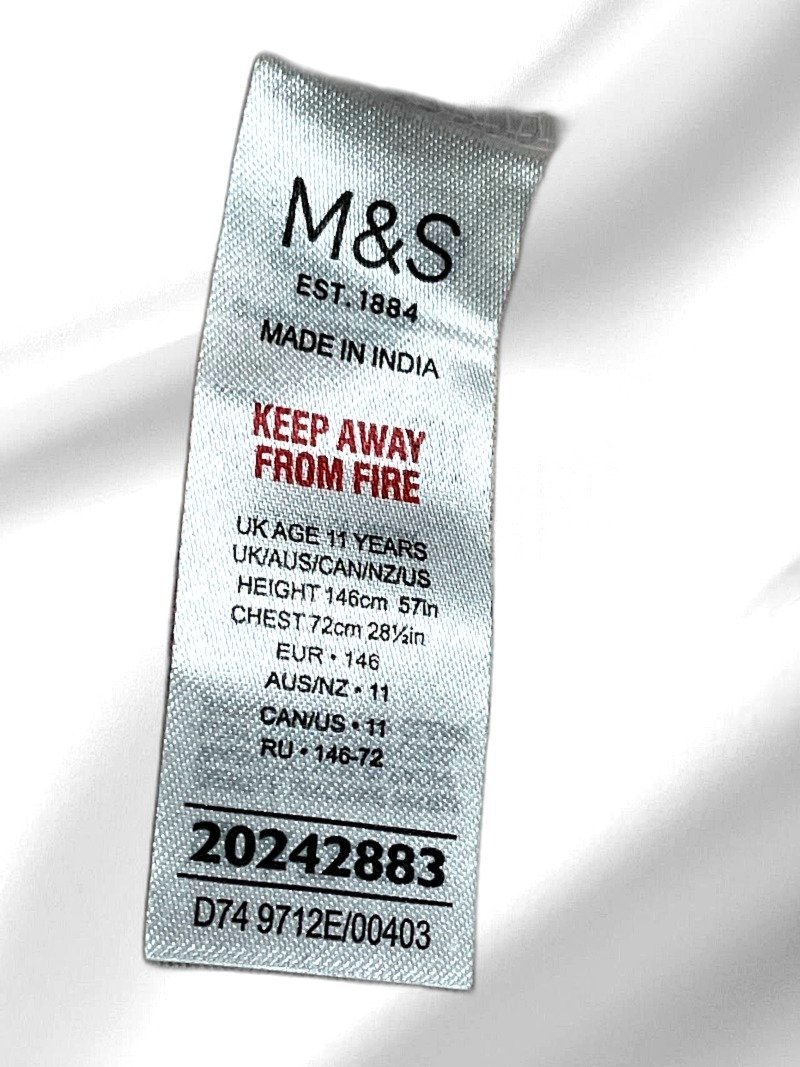 M&S
EST. 1884
MADE IN INDIA
KEEP AWAY
FROM FIRE
UK AGE 11 YEARS
UK/AUS/CAN/NZ/US
HEIGHT 146cm 57in
CHEST 72cm 28½in
EUR • 146
AUS/NZ • 11
CAN/US • 11
RU • 146-72
20242883
D74 9712E/00403